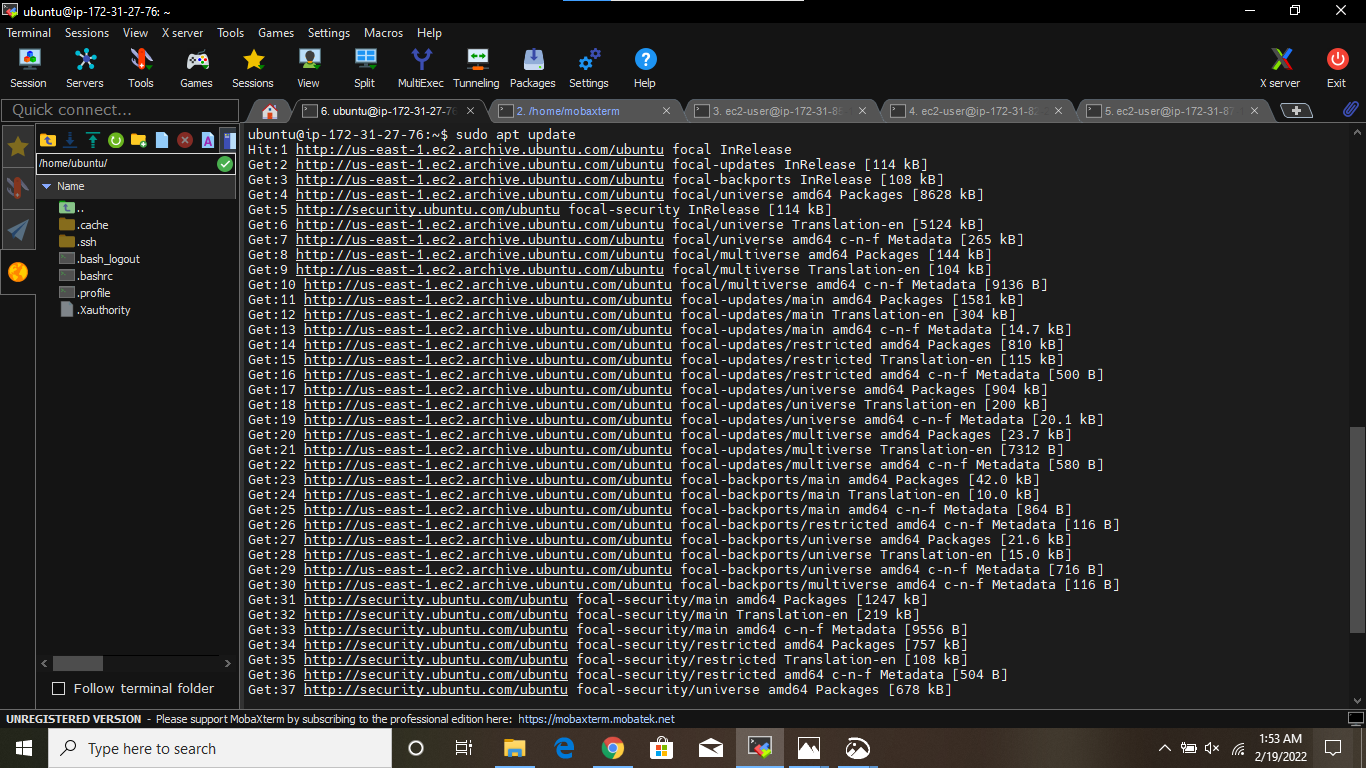 ubuntu@ip-172-31-27-76: ~
Terminal Sessions View X server Tools Games Settings Macros Help
Session Servers Tools Games Sessions View Split MultiExec Tunneling Packages Settings Help X server Exit
Quick connect...
6. ubuntu@ip-172-31-27-76 2. /home/mobaxterm 3. ec2-user@ip-172-31- 4. ec2-user@ip-172-31- 5. ec2-user@ip-172-31-
/home/ubuntu/
Name
..
.cache
.ssh
.bash_logout
.bashrc
.profile
.Xauthority
Follow terminal folder
ubuntu@ip-172-31-27-76:~$ sudo apt update
Hit:1 http://us-east-1.ec2.archive.ubuntu.com/ubuntu focal InRelease
Get:2 http://us-east-1.ec2.archive.ubuntu.com/ubuntu focal-updates InRelease [114 kB]
Get:3 http://us-east-1.ec2.archive.ubuntu.com/ubuntu focal-backports InRelease [108 kB]
Get:4 http://us-east-1.ec2.archive.ubuntu.com/ubuntu focal/universe amd64 Packages [8628 kB]
Get:5 http://security.ubuntu.com/ubuntu focal-security InRelease [114 kB]
Get:6 http://us-east-1.ec2.archive.ubuntu.com/ubuntu focal/universe Translation-en [5124 kB]
Get:7 http://us-east-1.ec2.archive.ubuntu.com/ubuntu focal/universe amd64 c-n-f Metadata [265 kB]
Get:8 http://us-east-1.ec2.archive.ubuntu.com/ubuntu focal/multiverse amd64 Packages [144 kB]
Get:9 http://us-east-1.ec2.archive.ubuntu.com/ubuntu focal/multiverse Translation-en [104 kB]
Get:10 http://us-east-1.ec2.archive.ubuntu.com/ubuntu focal/multiverse amd64 c-n-f Metadata [9136 B]
Get:11 http://us-east-1.ec2.archive.ubuntu.com/ubuntu focal-updates/main amd64 Packages [1581 kB]
Get:12 http://us-east-1.ec2.archive.ubuntu.com/ubuntu focal-updates/main Translation-en [304 kB]
Get:13 http://us-east-1.ec2.archive.ubuntu.com/ubuntu focal-updates/main amd64 c-n-f Metadata [14.7 kB]
Get:14 http://us-east-1.ec2.archive.ubuntu.com/ubuntu focal-updates/restricted amd64 Packages [810 kB]
Get:15 http://us-east-1.ec2.archive.ubuntu.com/ubuntu focal-updates/restricted Translation-en [115 kB]
Get:16 http://us-east-1.ec2.archive.ubuntu.com/ubuntu focal-updates/restricted amd64 c-n-f Metadata [500 B]
Get:17 http://us-east-1.ec2.archive.ubuntu.com/ubuntu focal-updates/universe amd64 Packages [904 kB]
Get:18 http://us-east-1.ec2.archive.ubuntu.com/ubuntu focal-updates/universe Translation-en [200 kB]
Get:19 http://us-east-1.ec2.archive.ubuntu.com/ubuntu focal-updates/universe amd64 c-n-f Metadata [20.1 kB]
Get:20 http://us-east-1.ec2.archive.ubuntu.com/ubuntu focal-updates/multiverse amd64 Packages [23.7 kB]
Get:21 http://us-east-1.ec2.archive.ubuntu.com/ubuntu focal-updates/multiverse Translation-en [7312 B]
Get:22 http://us-east-1.ec2.archive.ubuntu.com/ubuntu focal-updates/multiverse amd64 c-n-f Metadata [580 B]
Get:23 http://us-east-1.ec2.archive.ubuntu.com/ubuntu focal-backports/main amd64 Packages [42.0 kB]
Get:24 http://us-east-1.ec2.archive.ubuntu.com/ubuntu focal-backports/main Translation-en [10.0 kB]
Get:25 http://us-east-1.ec2.archive.ubuntu.com/ubuntu focal-backports/main amd64 c-n-f Metadata [864 B]
Get:26 http://us-east-1.ec2.archive.ubuntu.com/ubuntu focal-backports/restricted amd64 c-n-f Metadata [116 B]
Get:27 http://us-east-1.ec2.archive.ubuntu.com/ubuntu focal-backports/universe amd64 Packages [21.6 kB]
Get:28 http://us-east-1.ec2.archive.ubuntu.com/ubuntu focal-backports/universe Translation-en [15.0 kB]
Get:29 http://us-east-1.ec2.archive.ubuntu.com/ubuntu focal-backports/universe amd64 c-n-f Metadata [716 B]
Get:30 http://us-east-1.ec2.archive.ubuntu.com/ubuntu focal-backports/multiverse amd64 c-n-f Metadata [116 B]
Get:31 http://security.ubuntu.com/ubuntu focal-security/main amd64 Packages [1247 kB]
Get:32 http://security.ubuntu.com/ubuntu focal-security/main Translation-en [219 kB]
Get:33 http://security.ubuntu.com/ubuntu focal-security/main amd64 c-n-f Metadata [9556 B]
Get:34 http://security.ubuntu.com/ubuntu focal-security/restricted amd64 Packages [757 kB]
Get:35 http://security.ubuntu.com/ubuntu focal-security/restricted Translation-en [108 kB]
Get:36 http://security.ubuntu.com/ubuntu focal-security/restricted amd64 c-n-f Metadata [504 B]
Get:37 http://security.ubuntu.com/ubuntu focal-security/universe amd64 Packages [678 kB]
UNREGISTERED VERSION - Please support MobaXterm by subscribing to the professional edition here: https://mobaxterm.mobatek.net
Type here to search
1:53 AM
2/19/2022